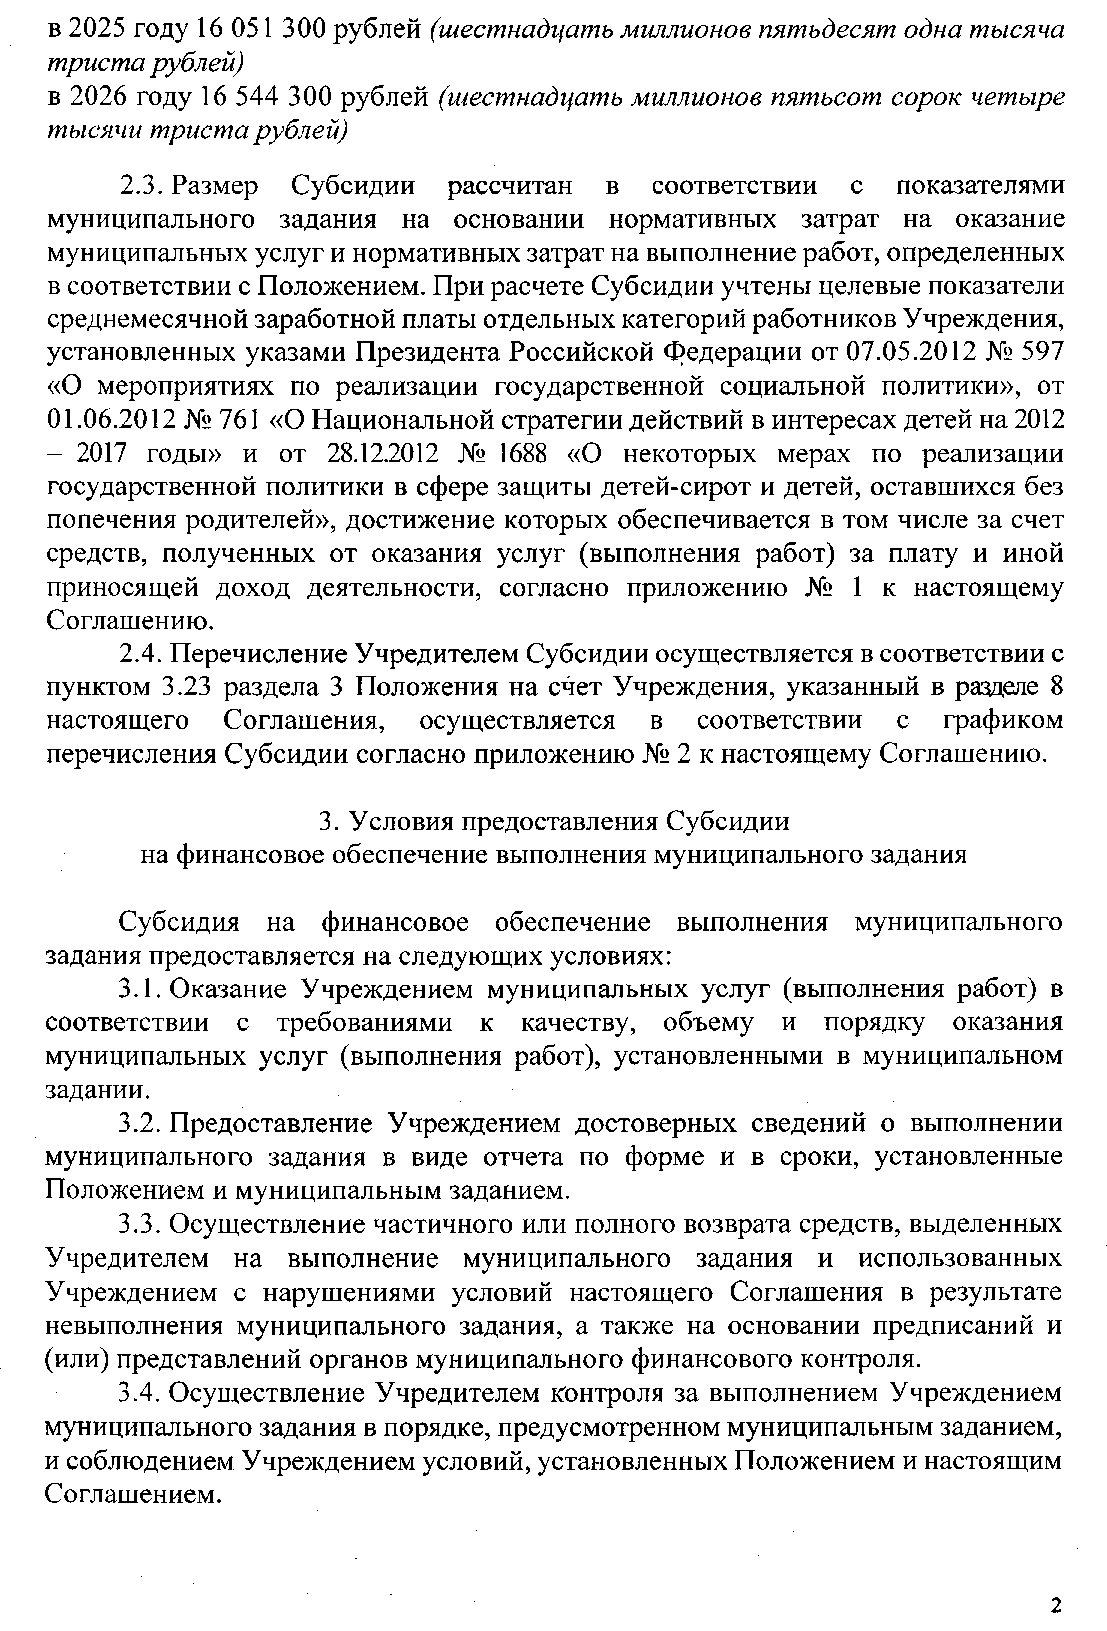 в 2025 году 16 051 300 рублей (шестнадцать миллионов пятьдесят одна тысяча
триста рублей)
в 2026 году 16 544 300 рублей (шестнадцать миллионов пятьсот сорок четыре
тысячи триста рублей)
2.3. Размер Субсидии рассчитан в соответствии с показателями
муниципального задания на основании нормативных затрат на оказание
муниципальных услуг и нормативных затрат на выполнение работ, определенных
в соответствии с Положением. При расчете Субсидии учтены целевые показатели
среднемесячной заработной платы отдельных категорий работников Учреждения,
установленных указами Президента Российской Федерации от 07.05.2012 № 597
«О мероприятиях по реализации государственной социальной политики», от
01.06.2012 № 761 «О Национальной стратегии действий в интересах детей на 2012
– 2017 годы» и от 28.12.2012 № 1688 «О некоторых мерах по реализации
государственной политики в сфере защиты детей-сирот и детей, оставшихся без
попечения родителей», достижение которых обеспечивается в том числе за счет
средств, полученных от оказания услуг (выполнения работ) за плату и иной
приносящей доход деятельности, согласно приложению № 1 к настоящему
Соглашению.
2.4. Перечисление Учредителем Субсидии осуществляется в соответствии с
пунктом 3.23 раздела 3 Положения на счет Учреждения, указанный в разделе 8
настоящего Соглашения, осуществляется в соответствии с графиком
перечисления Субсидии согласно приложению № 2 к настоящему Соглашению.
3. Условия предоставления Субсидии
на финансовое обеспечение выполнения муниципального задания
Субсидия на финансовое обеспечение выполнения муниципального
задания предоставляется на следующих условиях:
3.1. Оказание Учреждением муниципальных услуг (выполнения работ) в
соответствии с требованиями к качеству, объему и порядку оказания
муниципальных услуг (выполнения работ), установленными в муниципальном
задании.
3.2. Предоставление Учреждением достоверных сведений о выполнении
муниципального задания в виде отчета по форме и в сроки, установленные
Положением и муниципальным заданием.
3.3. Осуществление частичного или полного возврата средств, выделенных
Учредителем на выполнение муниципального задания и использованных
Учреждением с нарушениями условий настоящего Соглашения в результате
невыполнения муниципального задания, а также на основании предписаний и
(или) представлений органов муниципального финансового контроля.
3.4. Осуществление Учредителем контроля за выполнением Учреждением
муниципального задания в порядке, предусмотренном муниципальным заданием,
и соблюдением Учреждением условий, установленных Положением и настоящим
Соглашением.
2